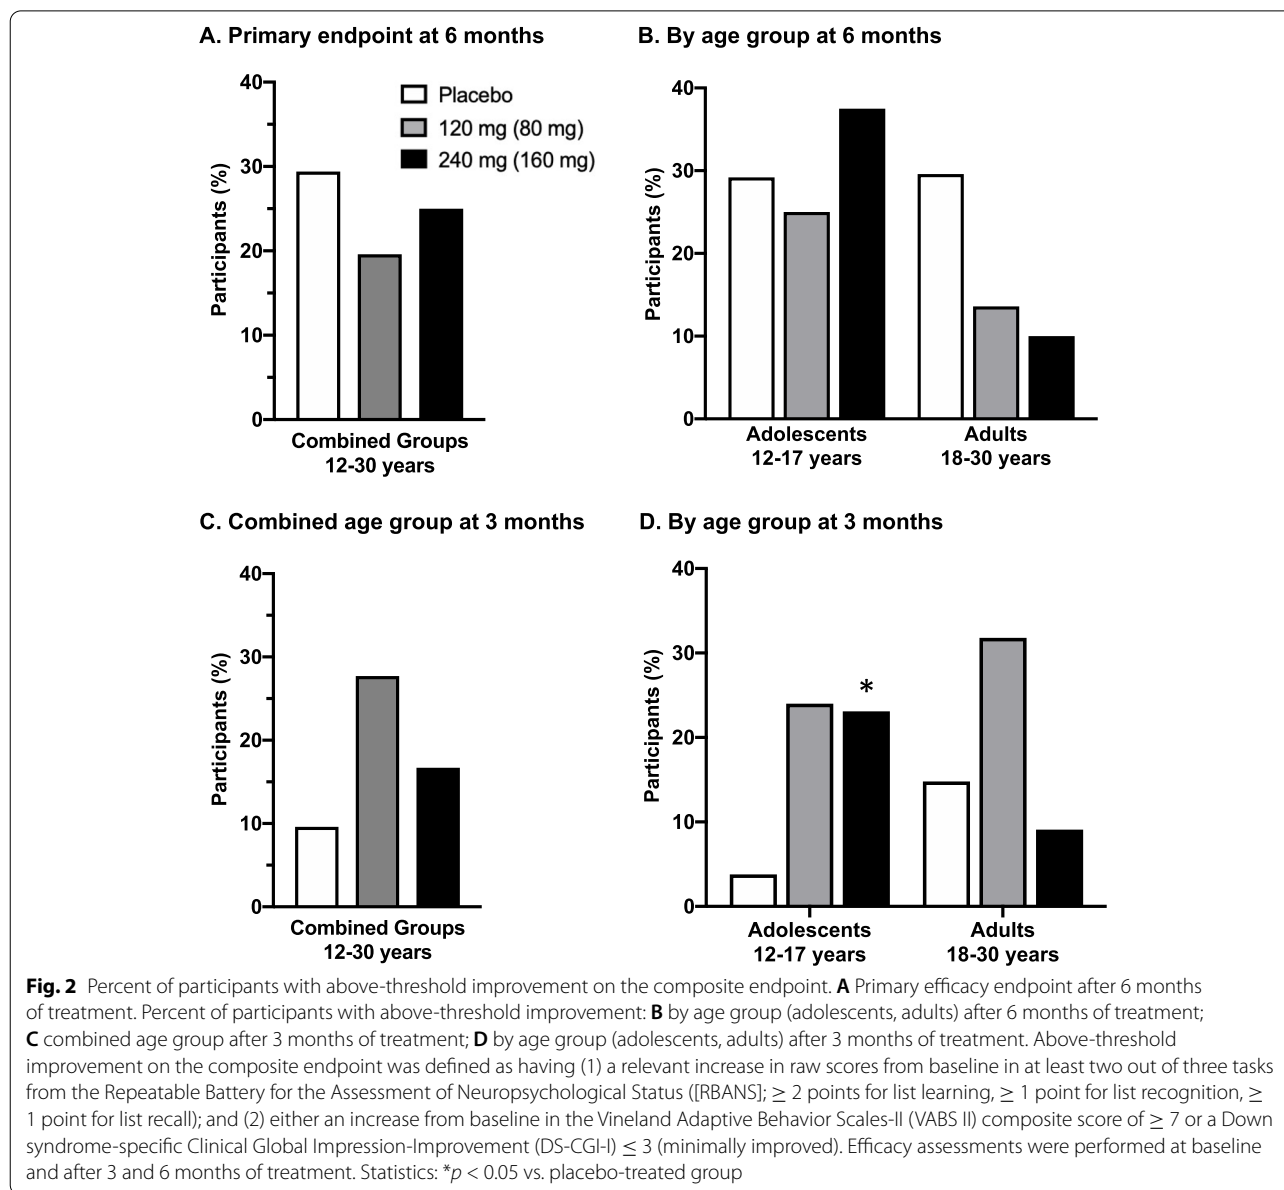 A. Primary endpoint at 6 months
40
30
20
10
0
Participants (%)
Placebo
120 mg (80 mg)
240 mg (160 mg)
Combined Groups
12-30 years
B. By age group at 6 months
40
30
20
10
0
Participants (%)
Adolescents
12-17 years
Adults
18-30 years
C. Combined age group at 3 months
40
30
20
10
0
Participants (%)
Combined Groups
12-30 years
D. By age group at 3 months
40
30
20
10
0
Participants (%)
*
Adolescents
12-17 years
Adults
18-30 years
Fig. 2 Percent of participants with above-threshold improvement on the composite endpoint. A Primary efficacy endpoint after 6 months
of treatment. Percent of participants with above-threshold improvement: B by age group (adolescents, adults) after 6 months of treatment;
C combined age group after 3 months of treatment; D by age group (adolescents, adults) after 3 months of treatment. Above-threshold
improvement on the composite endpoint was defined as having (1) a relevant increase in raw scores from baseline in at least two out of three tasks
from the Repeatable Battery for the Assessment of Neuropsychological Status ([RBANS]; ≥ 2 points for list learning, ≥ 1 point for list recognition, ≥
1 point for list recall); and (2) either an increase from baseline in the Vineland Adaptive Behavior Scales-II (VABS II) composite score of ≥ 7 or a Down
syndrome-specific Clinical Global Impression-Improvement (DS-CGI-I) ≤ 3 (minimally improved). Efficacy assessments were performed at baseline
and after 3 and 6 months of treatment. Statistics: *p < 0.05 vs. placebo-treated group